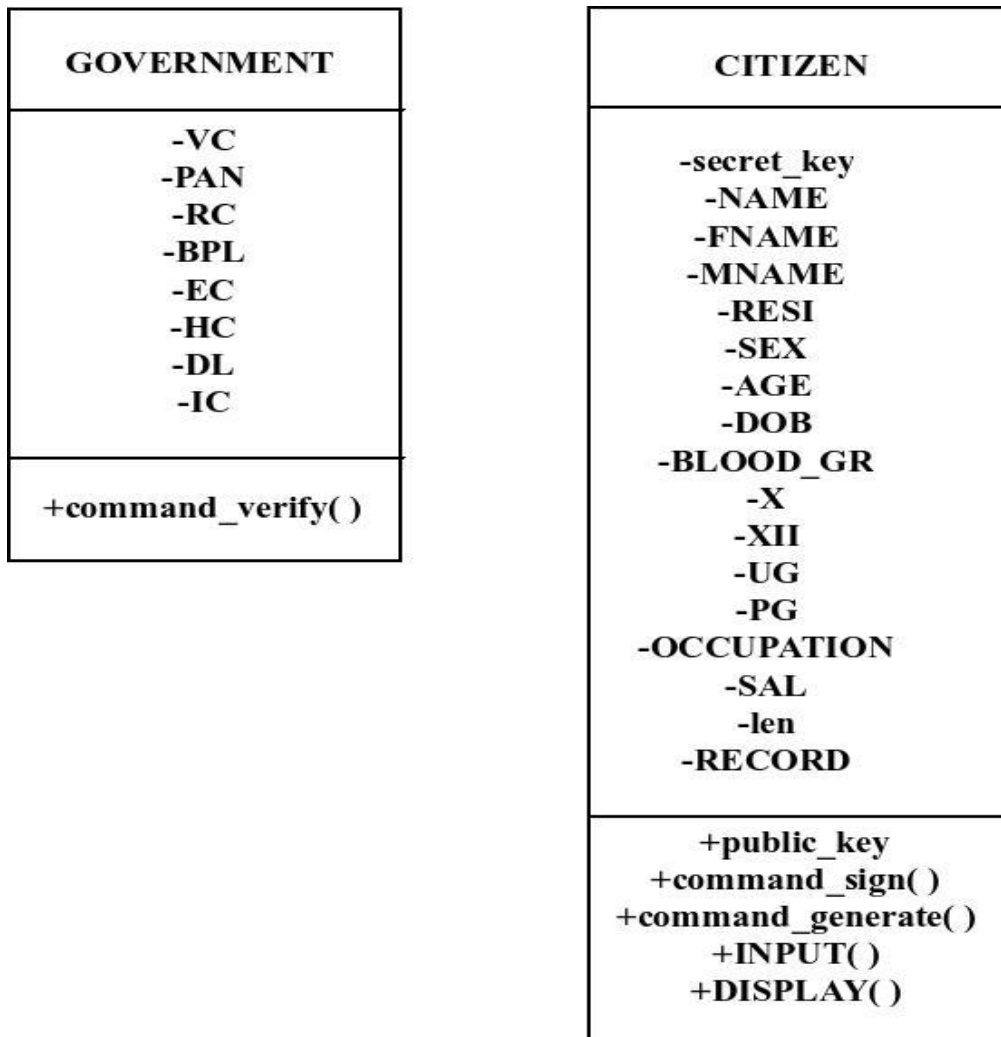 GOVERNMENT
-VC
-PAN
-RC
-BPL
-EC
-HC
-DL
-IC
+command_verify( )
CITIZEN
-secret_key
-NAME
-FNAME
-MNAME
-RESI
-SEX
-AGE
-DOB
-BLOOD_GR
-X
-XII
-UG
-PG
-OCCUPATION
-SAL
-len
-RECORD
+public_key
+command_sign( )
+command_generate( )
+INPUT( )
+DISPLAY( )